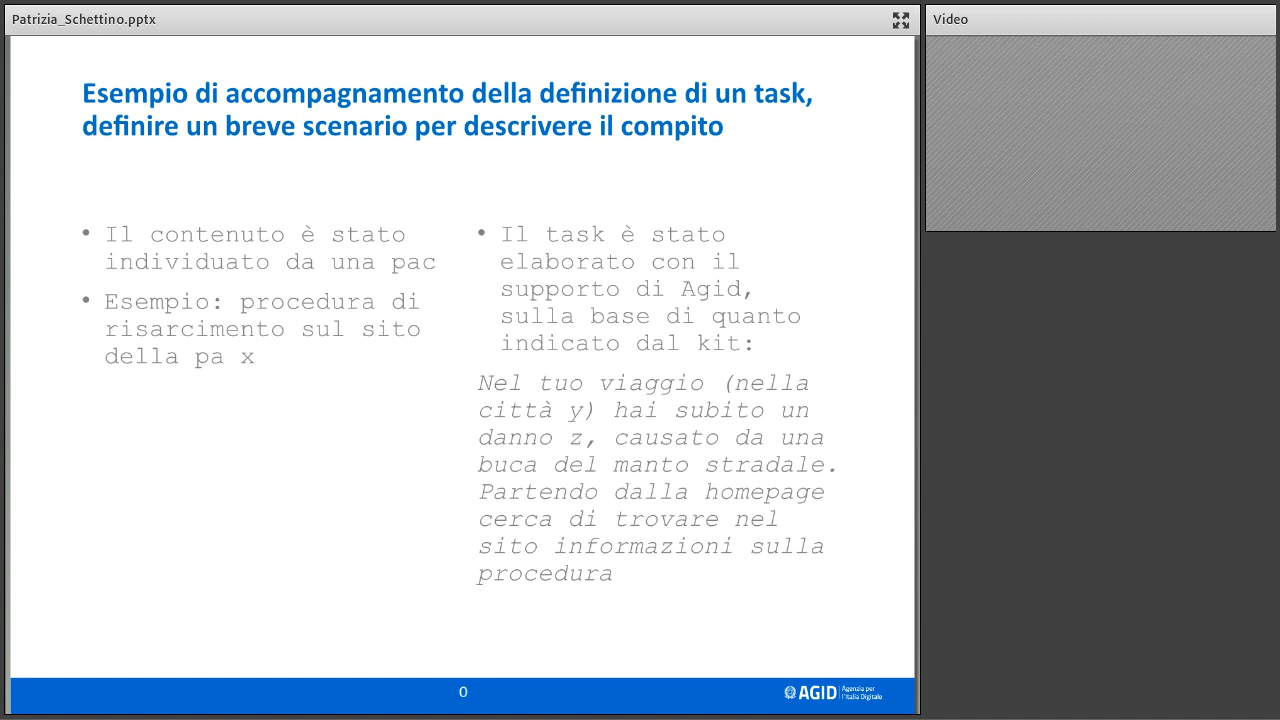 Patrizia_Schettino.pptx
Video
Esempio di accompagnamento della definizione di un task,
definire un breve scenario per descrivere il compito
• Il contenuto è stato
individuato da una pac
• Esempio: procedura di
risarcimento sul sito
della pa x
• Il task è stato
elaborato con il
supporto di Agid,
sulla base di quanto
indicato dal kit:
Nel tuo viaggio (nella
città y) hai subito un
danno z, causato da una
buca del manto stradale.
Partendo dalla homepage
cerca di trovare nel
sito informazioni sulla
procedura
0
AGID
Agenzia per
l'Italia Digitale